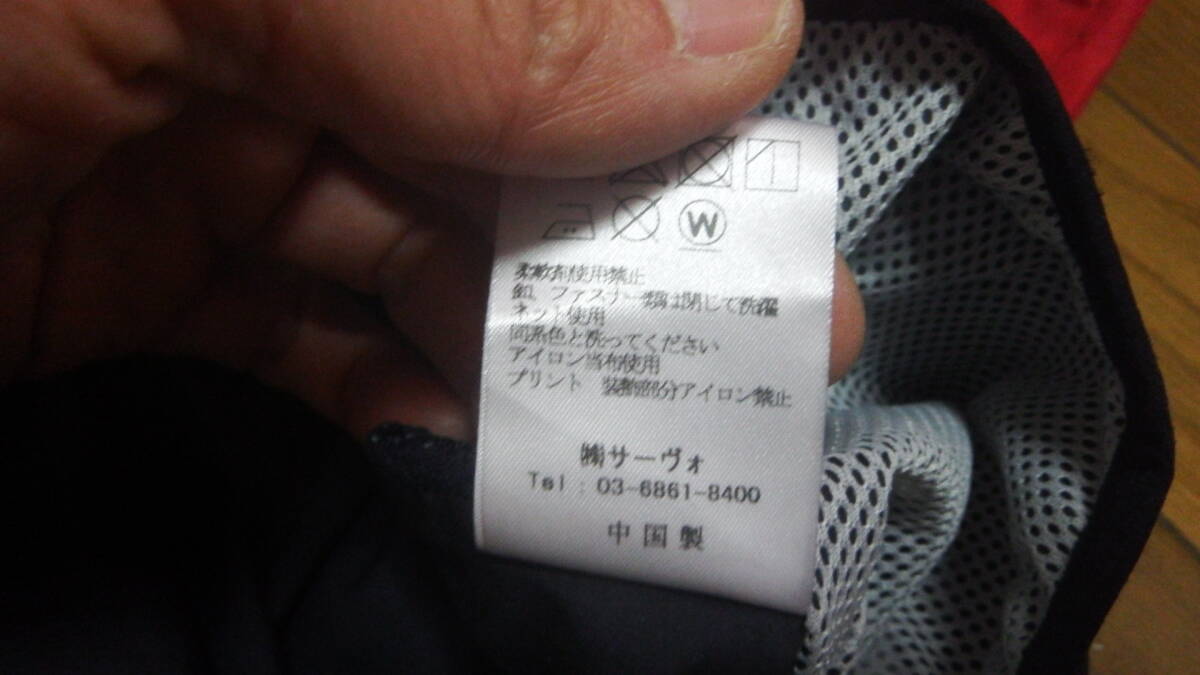 W
柔軟剤使用禁止
釦、ファスナー類は閉じて洗濯
ネット使用
同系色と洗ってください
アイロン当布使用
プリント 装飾部分アイロン禁止
㈱サーヴォ
Tel : 03-6861-8400
中国製